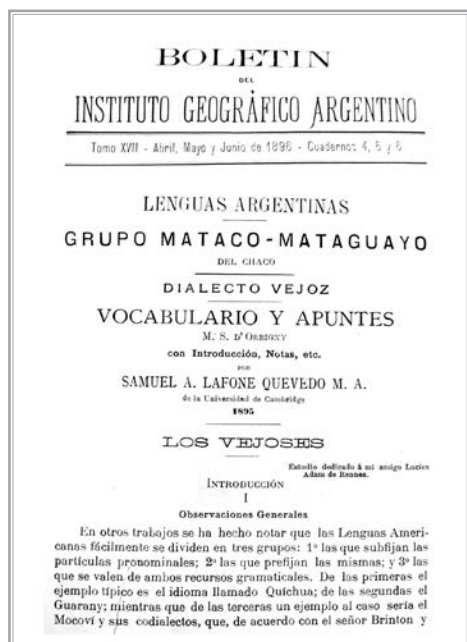 BOLETIN
DEL
INSTITUTO GEOGRÁFICO ARGENTINO
Tomo XVII - Abril, Mayo y Junio de 1896 - Cuadernos 4, 5 y 6
LENGUAS ARGENTINAS
GRUPO MATACO-MATAGUAYO
DEL CHACO
DIALECTO VEJOZ
VOCABULARIO Y APUNTES
M. S. D'ORBIGNY
con Introducción, Notas, etc.
POR
SAMUEL A. LAFONE QUEVEDO M. A.
de la Universidad de Cambridge
1895
LOS VEJOSES
Estudio dedicado á mi amigo Lucien
Adam de Rennes.
INTRODUCCIÓN
I
Observaciones Generales
En otros trabajos se ha hecho notar que las Lenguas Ameri-
canas fácilmente se dividen en tres grupos: 1º las que subfijan las
partículas pronominales; 2º las que prefijan las mismas; y 3º las
que se valen de ambos recursos gramaticales. De las primeras el
ejemplo típico es el idioma llamado Quíchua; de las segundas el
Guarany; mientras que de las terceras un ejemplo al caso sería el
Mocoví y sus codialectos, que, de acuerdo con el señor Brinton y